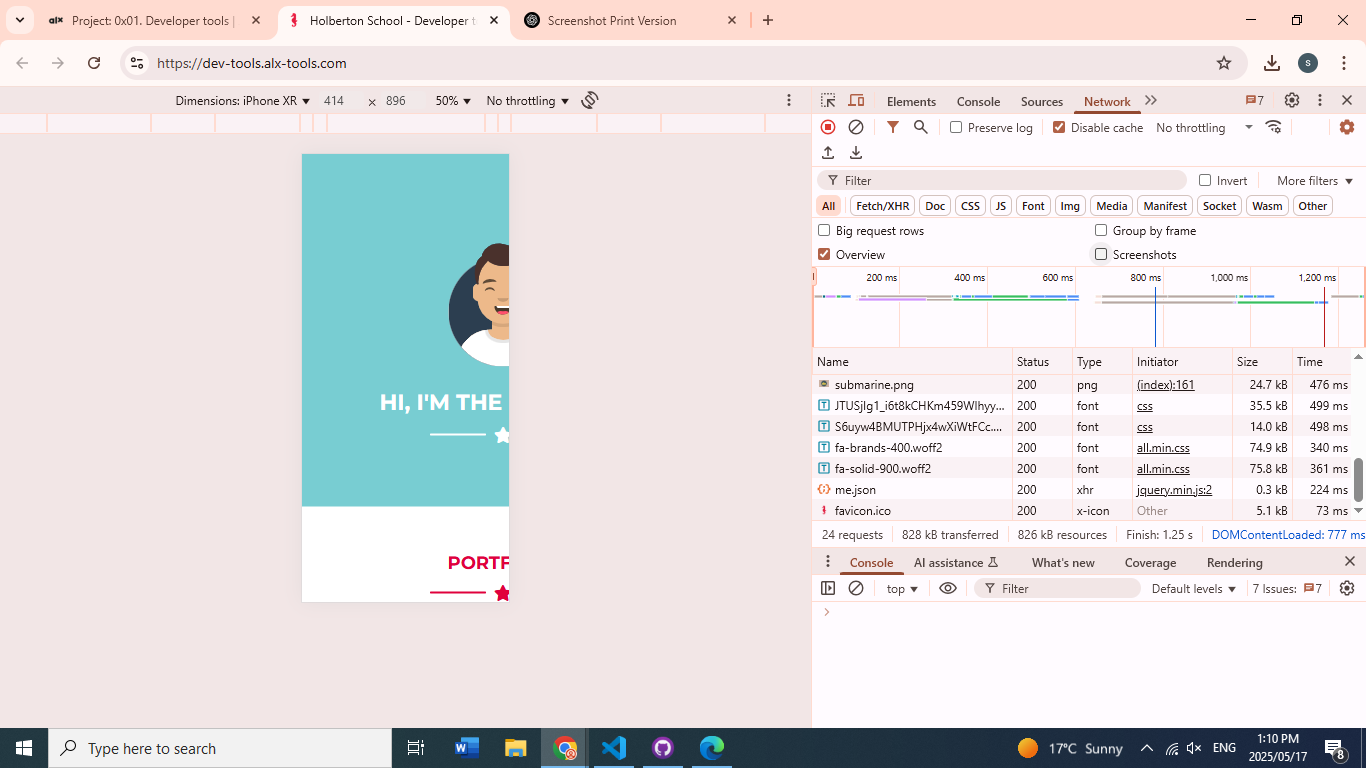 Project: 0x01. Developer tools |
Holberton School - Developer t
Screenshot Print Version
https://dev-tools.alx-tools.com
S
Dimensions: iPhone XR 414 × 896 50% No throttling
HI, I'M THE
PORTF
Elements Console Sources Network 7
Preserve log Disable cache No throttling
Filter Invert More filters
All Fetch/XHR Doc CSS JS Font Img Media Manifest Socket Wasm Other
Big request rows Group by frame
Overview Screenshots
200 ms 400 ms 600 ms 800 ms 1,000 ms 1,200 ms
Name Status Type Initiator Size Time
submarine.png 200 png (index):161 24.7 kB 476 ms
JTUSjIg1_i6t8kCHKm459Wlhyy... 200 font css 35.5 kB 499 ms
S6uyw4BMUTPHjx4wXiWtFCc.... 200 font css 14.0 kB 498 ms
fa-brands-400.woff2 200 font all.min.css 74.9 kB 340 ms
fa-solid-900.woff2 200 font all.min.css 75.8 kB 361 ms
me.json 200 xhr jquery.min.js:2 0.3 kB 224 ms
favicon.ico 200 x-icon Other 5.1 kB 73 ms
24 requests 828 kB transferred 826 kB resources Finish: 1.25 s DOMContentLoaded: 777 ms
Console AI assistance What's new Coverage Rendering
top Filter Default levels 7 Issues: 7
Type here to search
17°C Sunny
ENG
1:10 PM
2025/05/17
8